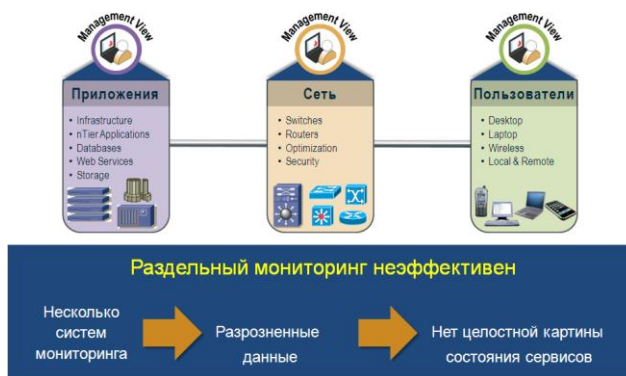 Management View
Management View
Management View
Приложения
• Infrastructure
• nTier Applications
• Databases
• Web Services
• Storage
Сеть
• Switches
• Routers
• Optimization
• Security
Пользователи
• Desktop
• Laptop
• Wireless
• Local & Remote
Раздельный мониторинг неэффективен
Несколько
систем
мониторинга
Разрозненные
данные
Нет целостной картины
состояния сервисов